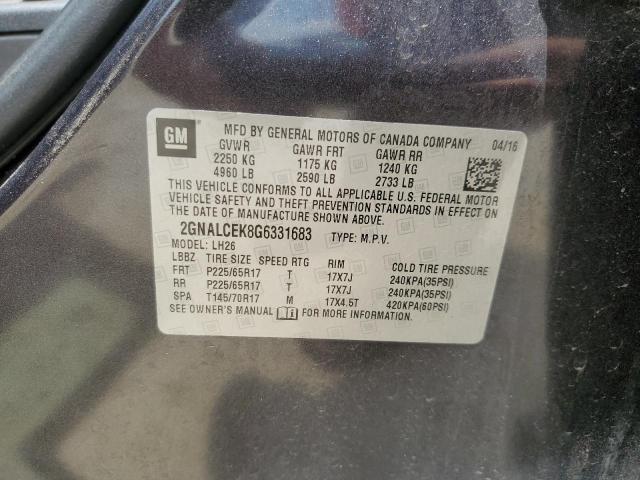 GM
MFD BY GENERAL MOTORS OF CANADA COMPANY 04/16
GVWR GAWR FRT GAWR RR
2250 KG 1175 KG 1240 KG
4960 LB 2590 LB 2733 LB
THIS VEHICLE CONFORMS TO ALL APPLICABLE U.S. FEDERAL MOTOR
VEHICLE SAFETY AND THEFT PREVENTION STANDARDS IN EFFECT ON
THE DATE OF MANUFACTURE SHOWN ABOVE.
2GNALCEK8G6331683 TYPE: M.P.V.
MODEL: LH26
LBBZ TIRE SIZE SPEED RTG RIM COLD TIRE PRESSURE
FRT P225/65R17 T 17X7J 240KPA(35PSI)
RR P225/65R17 T 17X7J 240KPA(35PSI)
SPA T145/70R17 M 17X4.5T 420KPA(60PSI)
SEE OWNER'S MANUAL FOR MORE INFORMATION.